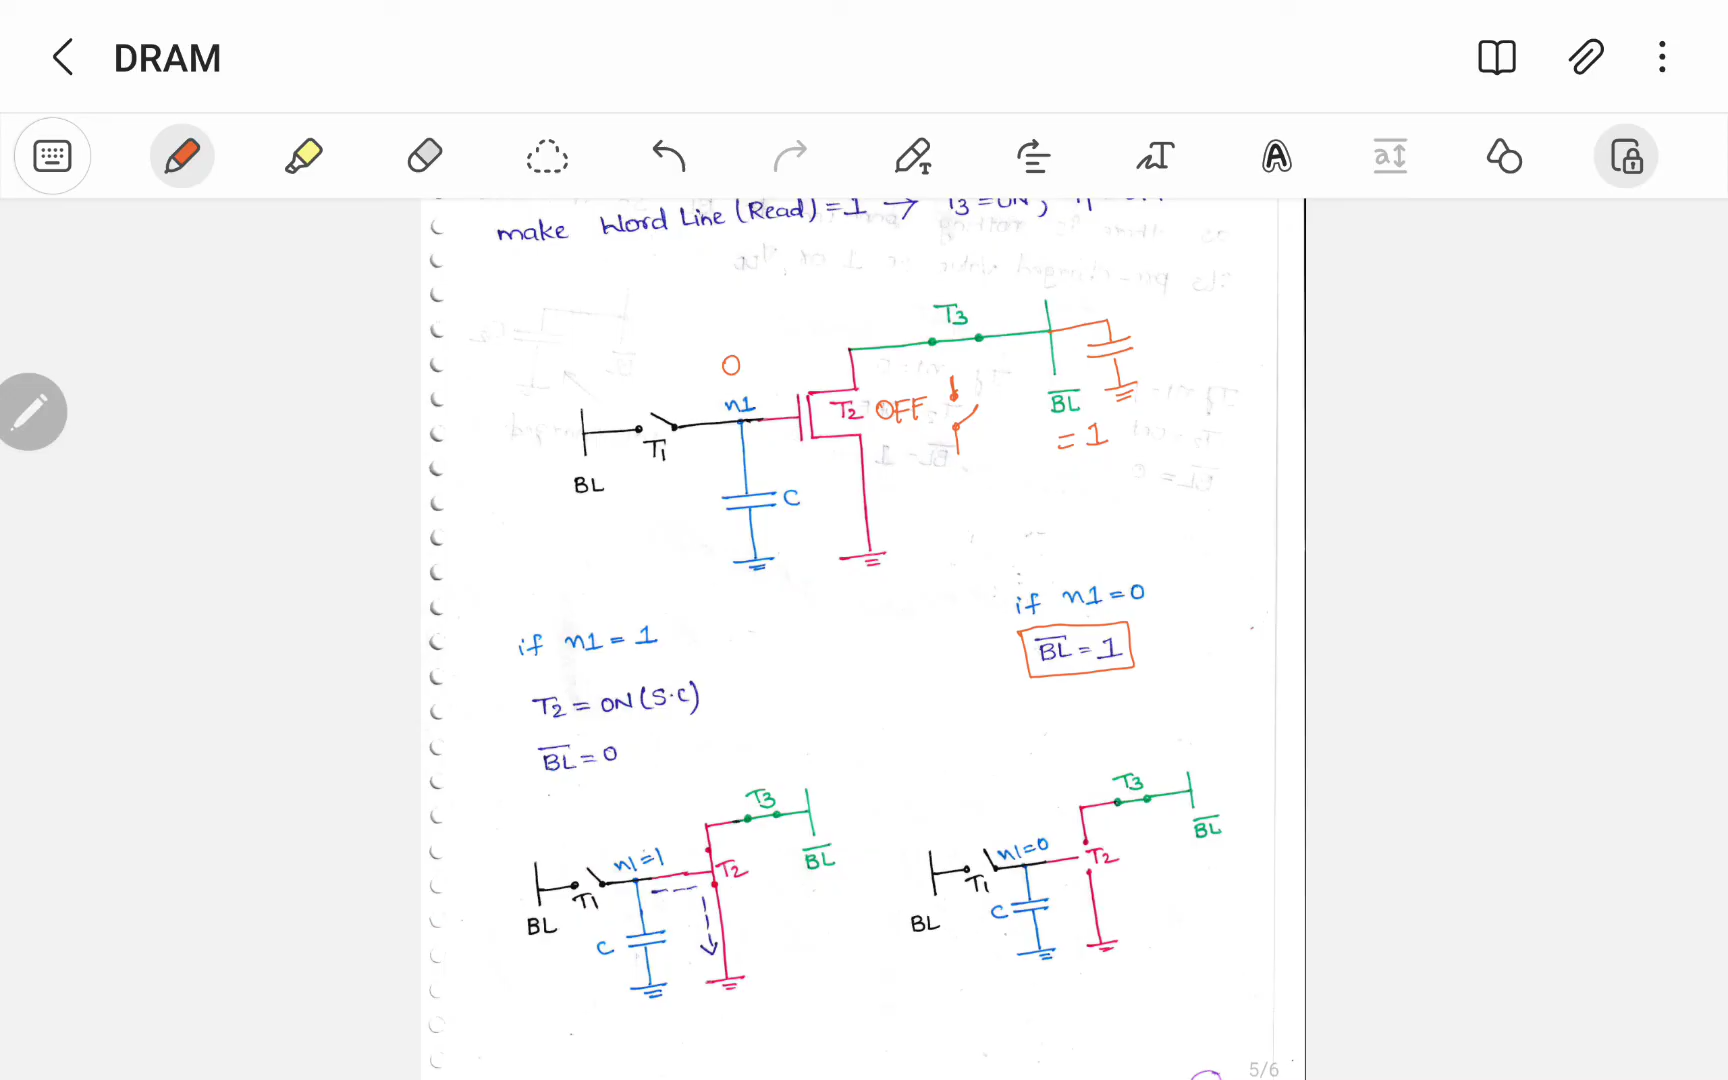 DRAM
make Word Line (Read) = 1 → T3 = ON,
T3
0
n1
T2 OFF
BL
= 1
T1
BL
C
if n1 = 0
BL = 1
if n1 = 1
T2 = ON (S.C)
BL = 0
T3
BL
n1=1
T2
T1
BL
C
T3
BL
n1=0
T2
T1
C
BL
5/6